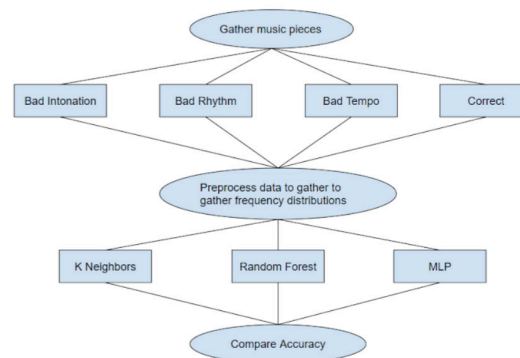 Gather music pieces
Bad Intonation
Bad Rhythm
Bad Tempo
Correct
Preprocess data to gather to
gather frequency distributions
K Neighbors
Random Forest
MLP
Compare Accuracy